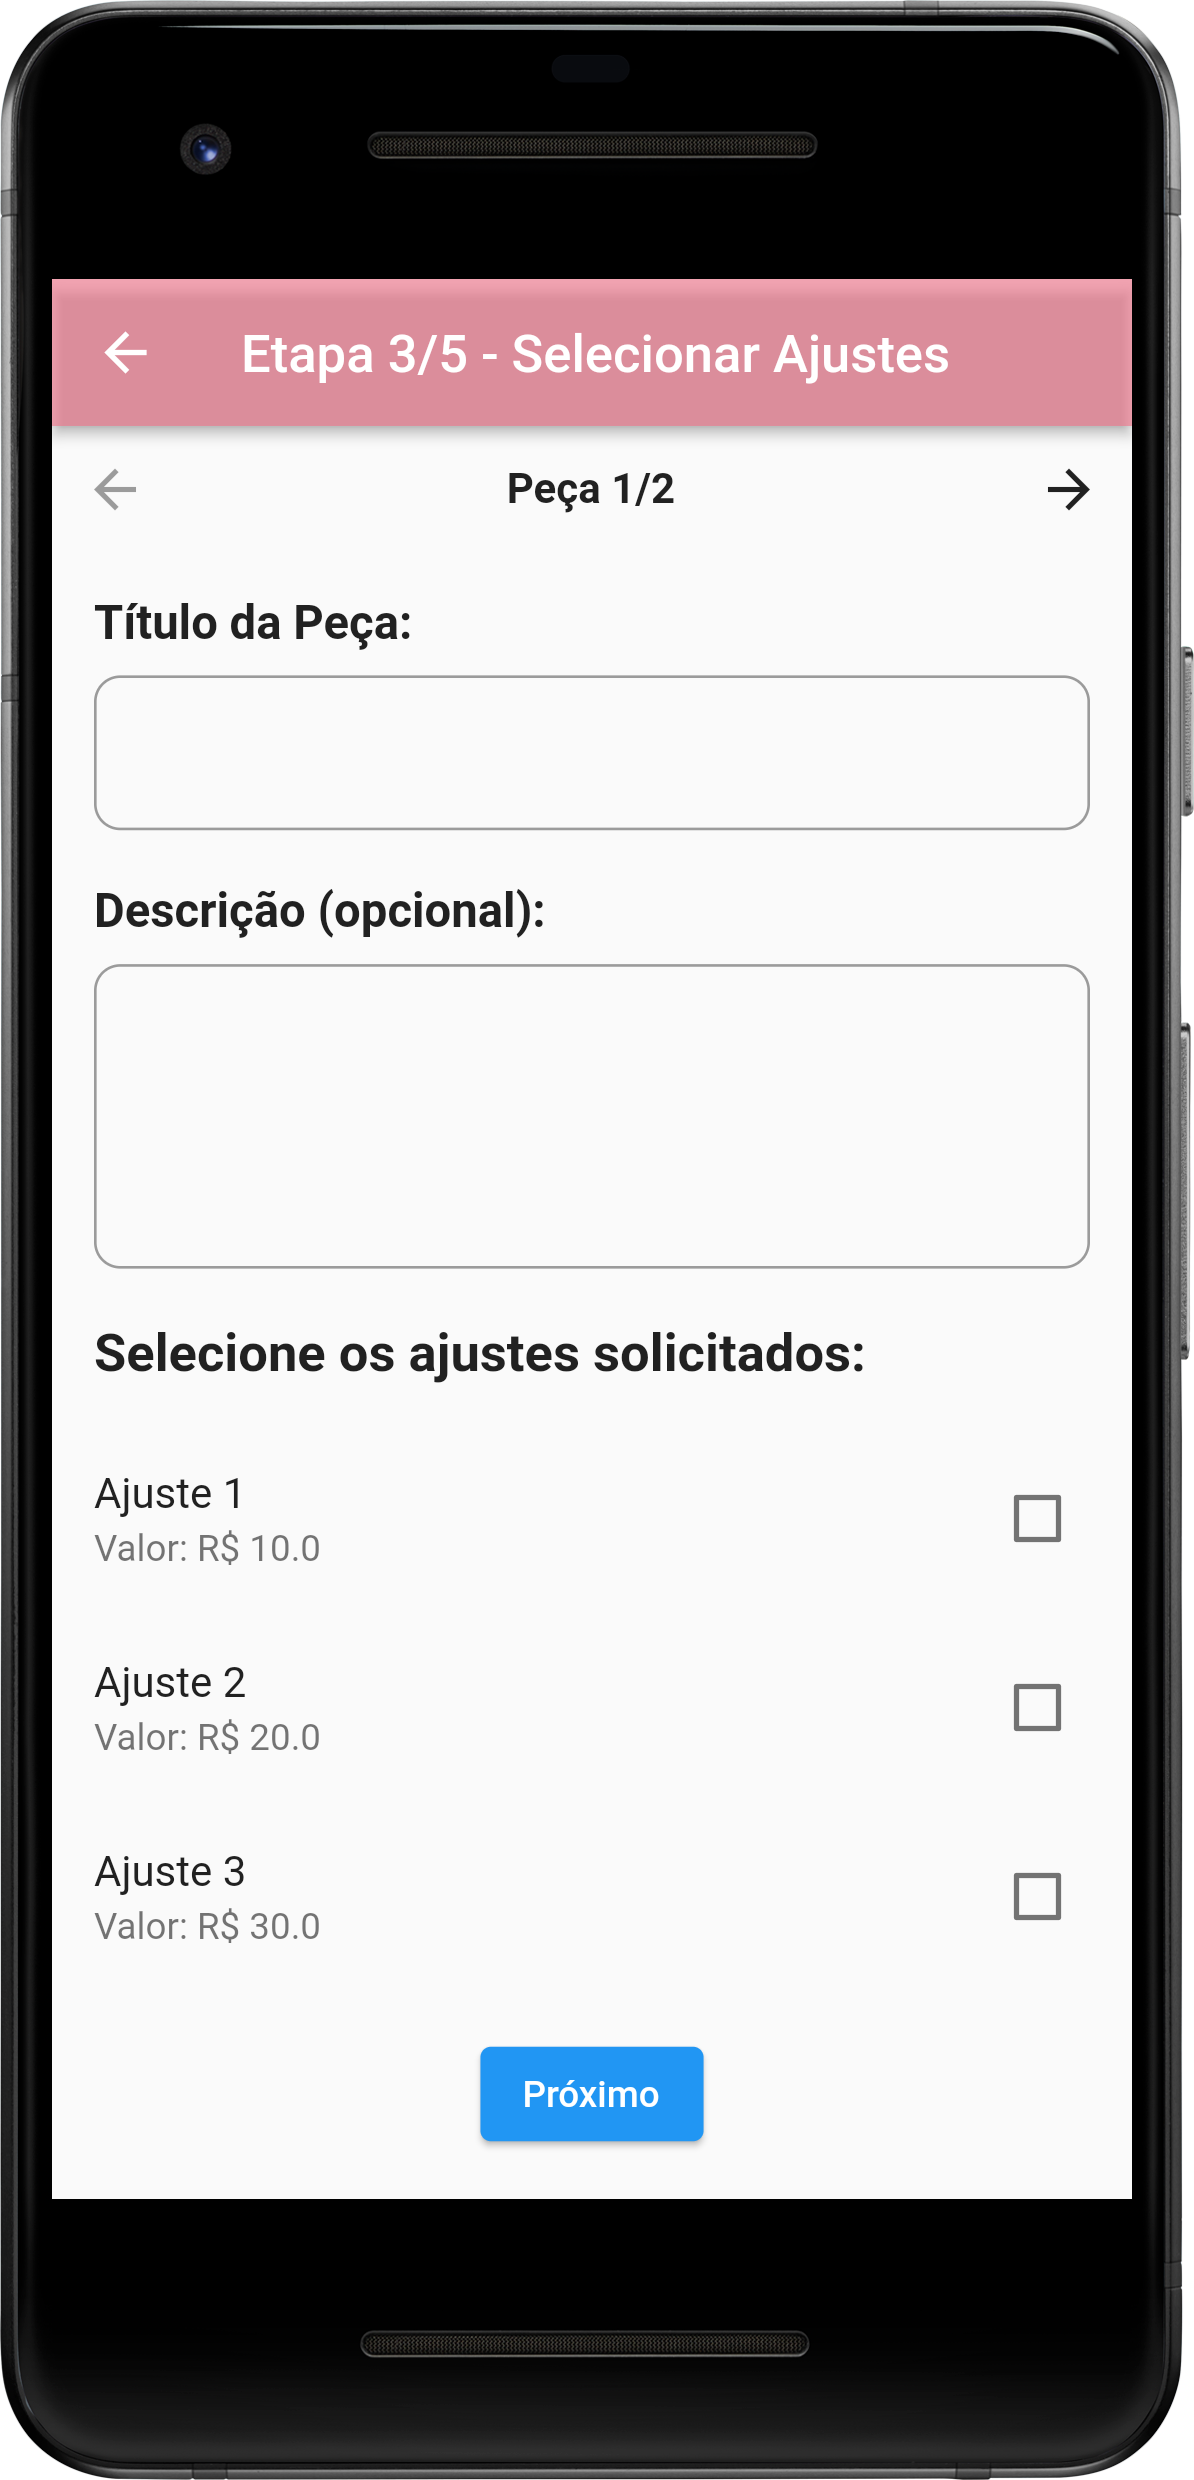 Etapa 3/5 - Selecionar Ajustes
Peça 1/2
Título da Peça:
Descrição (opcional):
Selecione os ajustes solicitados:
Ajuste 1
Valor: R$ 10.0
Ajuste 2
Valor: R$ 20.0
Ajuste 3
Valor: R$ 30.0
Próximo